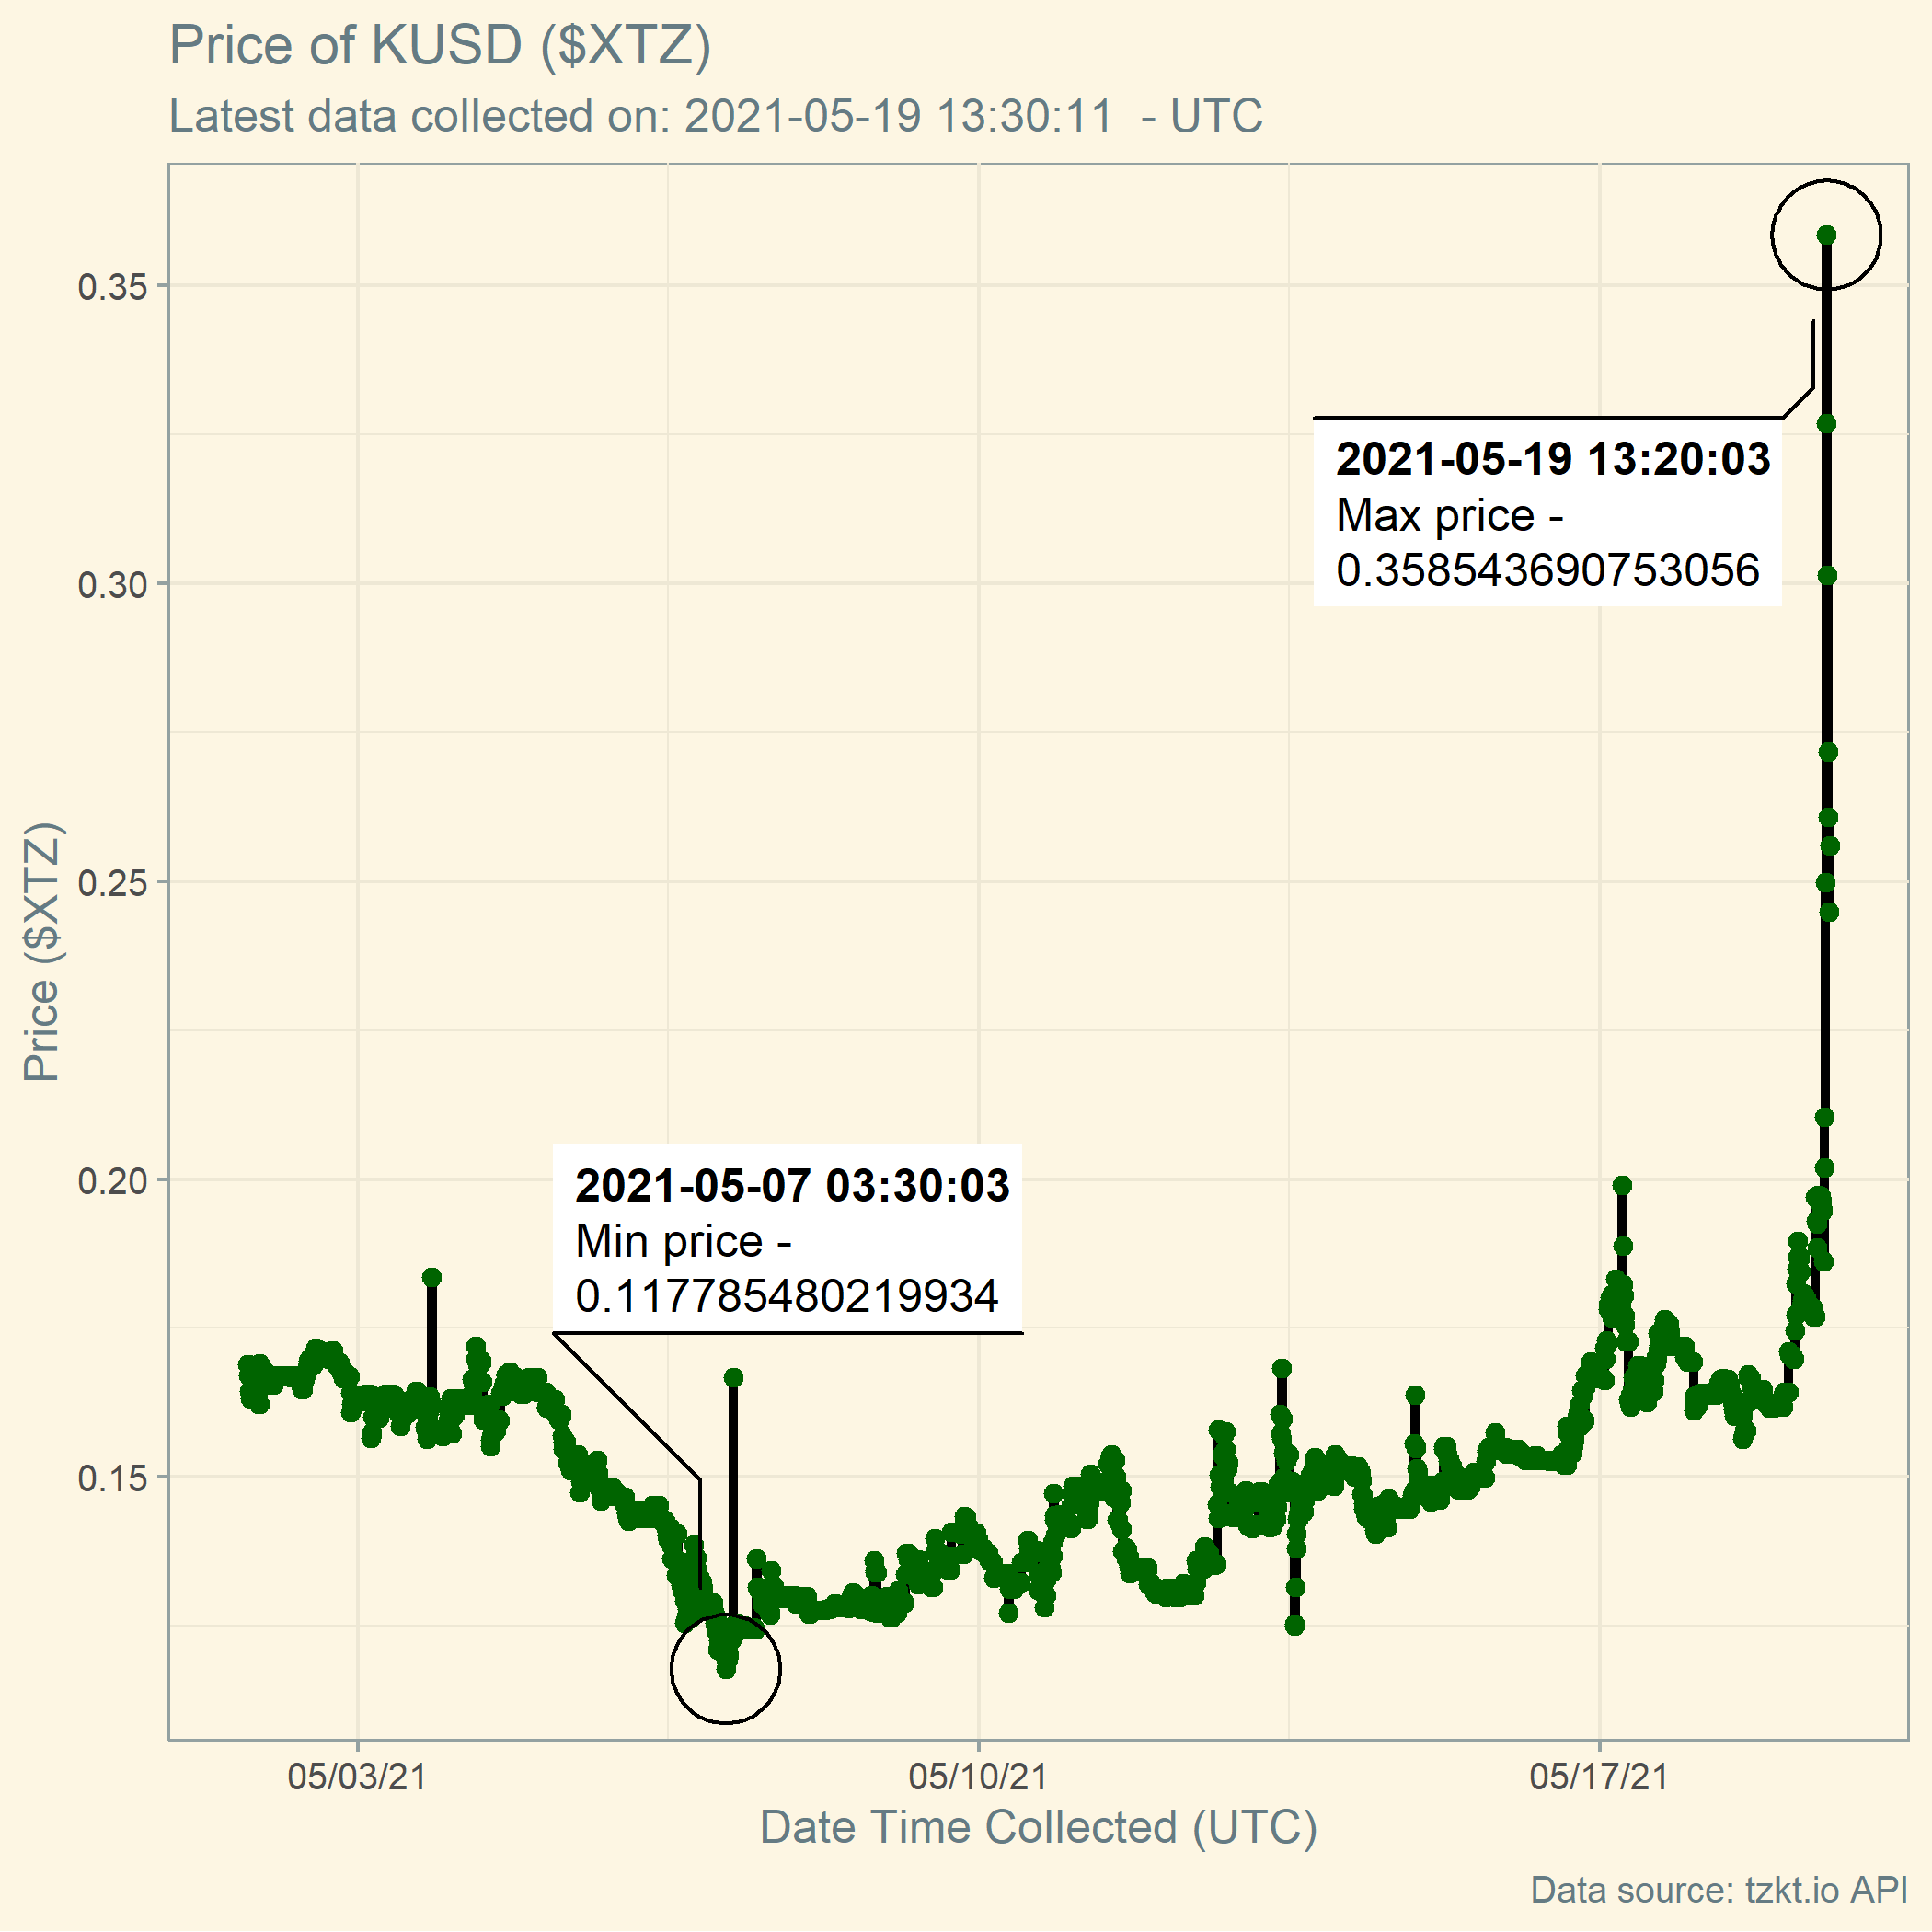 Price of KUSD ($XTZ)
Latest data collected on: 2021-05-19 13:30:11  - UTC
Price ($XTZ)
0.35
0.30
0.25
0.20
0.15
2021-05-19 13:20:03
Max price -
0.358543690753056
2021-05-07 03:30:03
Min price -
0.117785480219934
05/03/21
05/10/21
05/17/21
Date Time Collected (UTC)
Data source: tzkt.io API